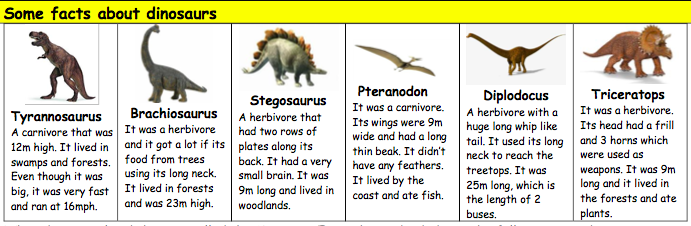 Some facts about dinosaurs
Tyrannosaurus
A carnivore that was
12m high. It lived in
swamps and forests.
Even though it was
big, it was very fast
and ran at 16mph.
Brachiosaurus
It was a herbivore
and it got a lot if its
food from trees
using its long neck.
It lived in forests
and was 23m high.
Stegosaurus
A herbivore that
had two rows of
plates along its
back. It had a very
small brain. It was
9m long and lived in
woodlands.
Pteranodon
It was a carnivore.
Its wings were 9m
wide and had a long
thin beak. It didn't
have any feathers.
It lived by the
coast and ate fish.
Diplodocus
A herbivore with a
huge long whip like
tail. It used its long
neck to reach the
treetops. It was
25m long, which is
the length of 2
buses.
Triceratops
It was a herbivore.
Its head had a frill
and 3 horns which
were used as
weapons. It was 9m
long and it lived in
the forests and ate
plants.